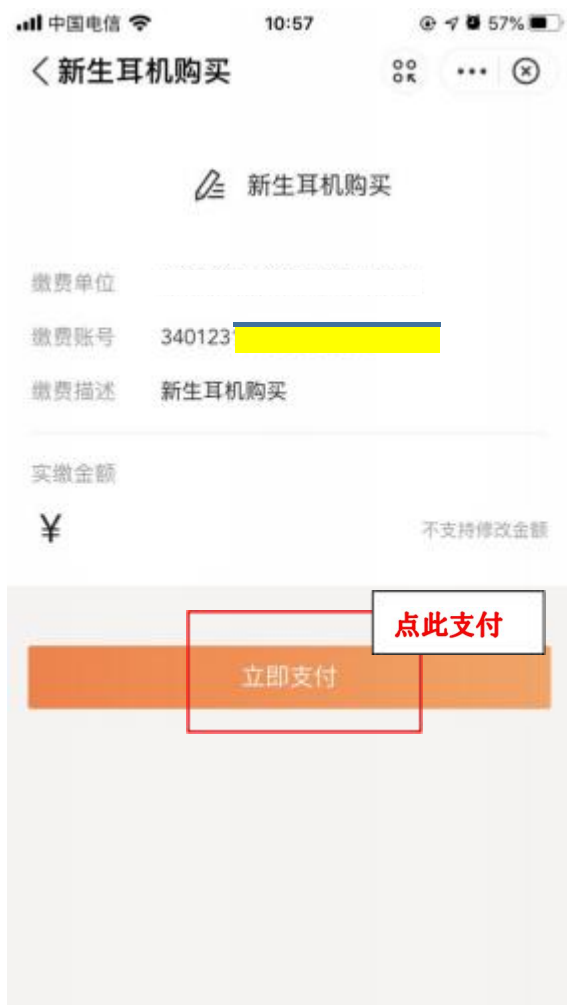 中国电信 10:57 57%
新生耳机购买
新生耳机购买
缴费单位
缴费账号 340123
缴费描述 新生耳机购买
实缴金额
¥ 不支持修改金额
点此支付
立即支付